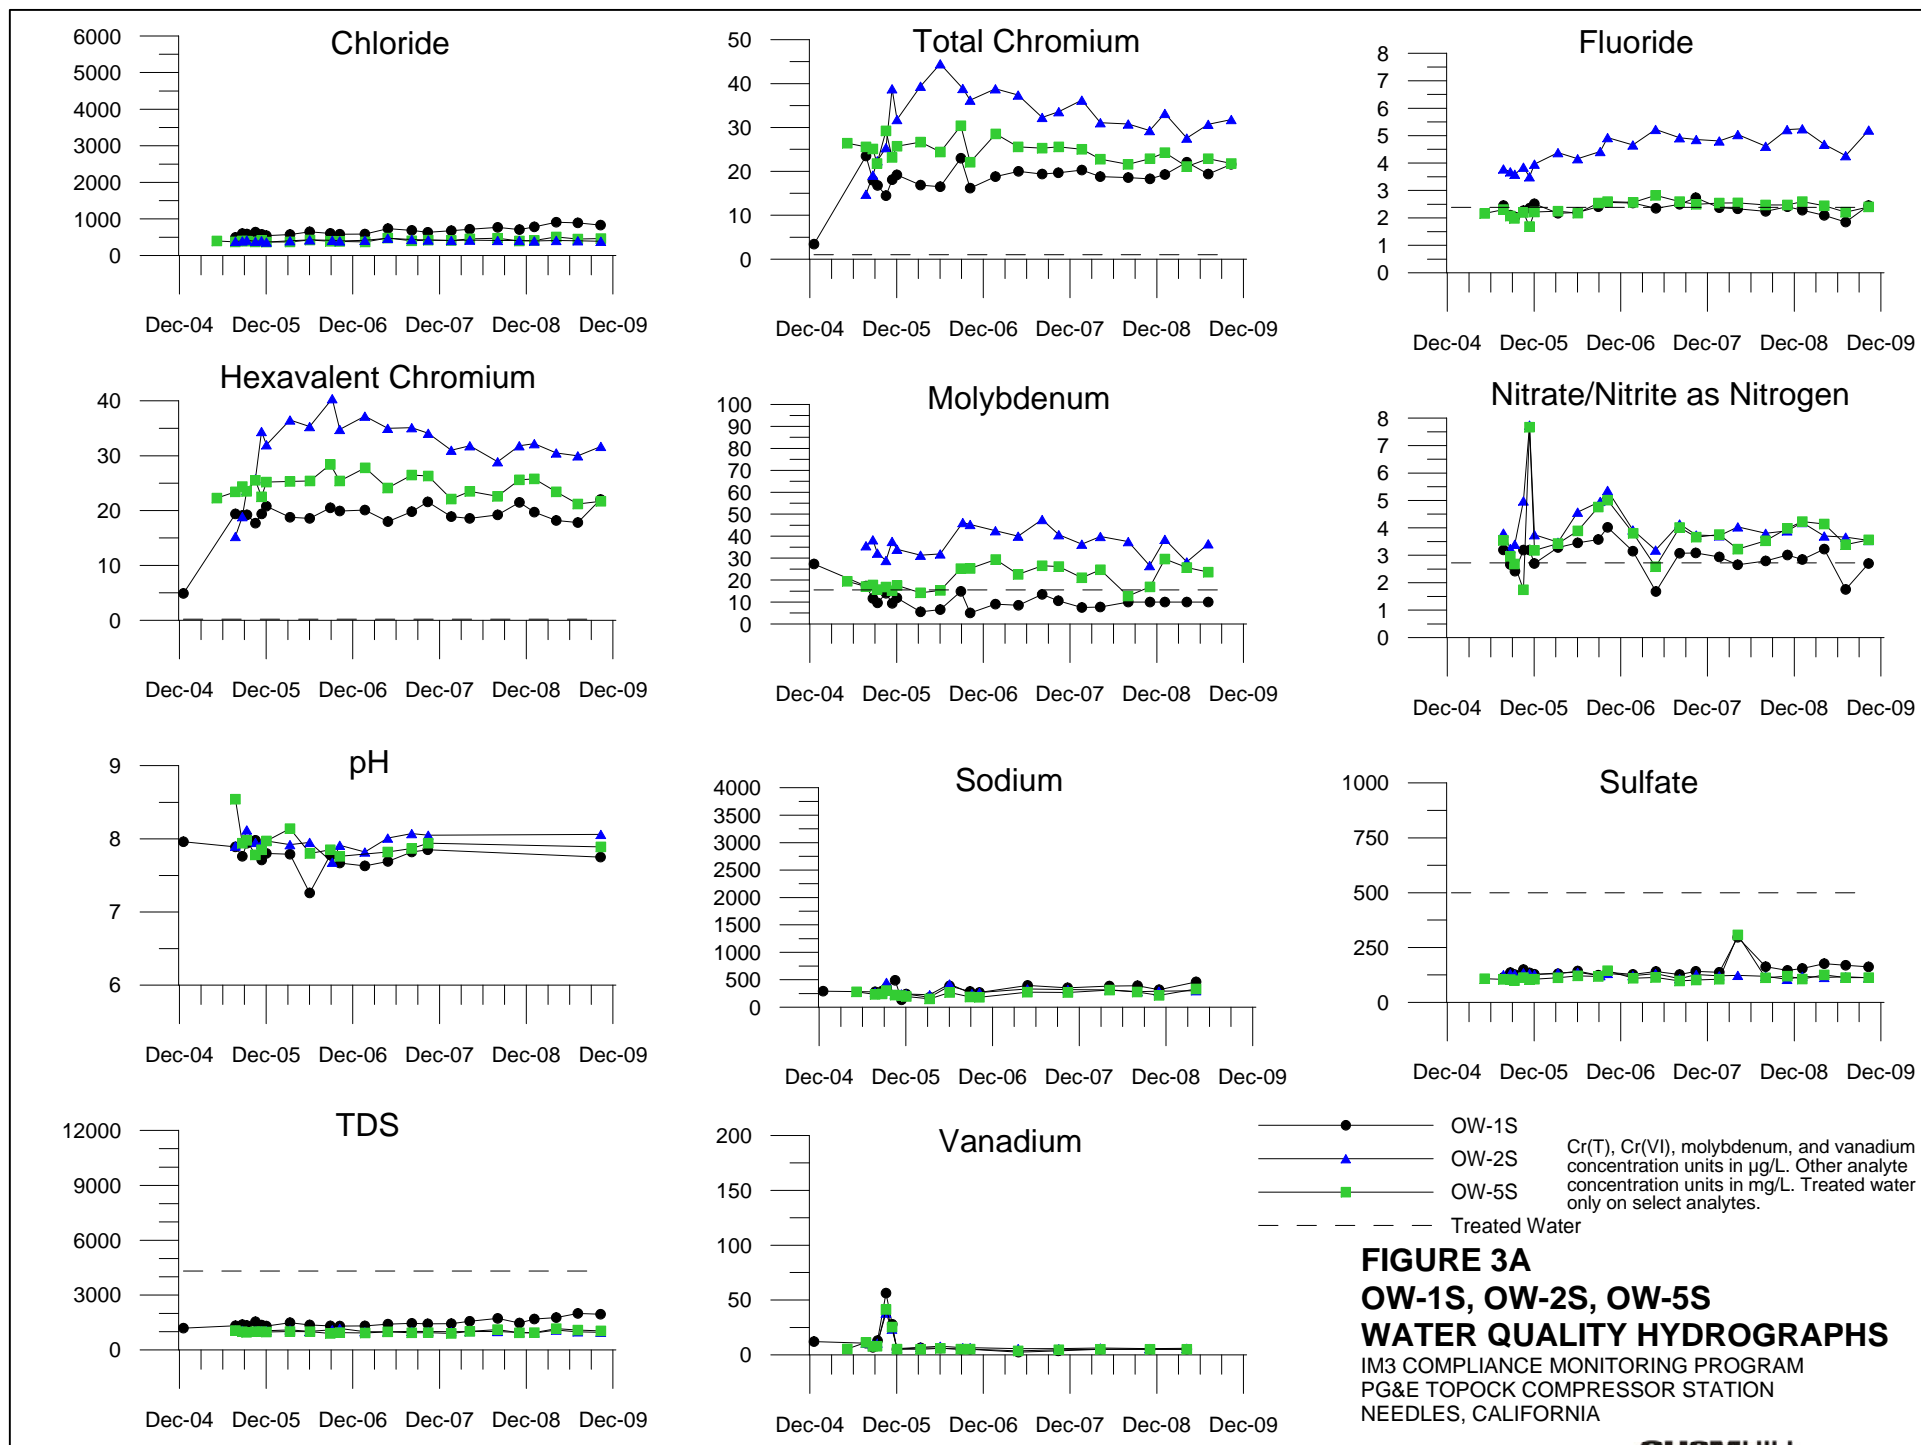 Chloride
6000
5000
4000
3000
2000
1000
0
Dec-04 Dec-05 Dec-06 Dec-07 Dec-08 Dec-09
Total Chromium
50
40
30
20
10
0
Dec-04 Dec-05 Dec-06 Dec-07 Dec-08 Dec-09
Fluoride
8
7
6
5
4
3
2
1
0
Dec-04 Dec-05 Dec-06 Dec-07 Dec-08 Dec-09
Hexavalent Chromium
40
30
20
10
0
Dec-04 Dec-05 Dec-06 Dec-07 Dec-08 Dec-09
Molybdenum
100
90
80
70
60
50
40
30
20
10
0
Dec-04 Dec-05 Dec-06 Dec-07 Dec-08 Dec-09
Nitrate/Nitrite as Nitrogen
8
7
6
5
4
3
2
1
0
Dec-04 Dec-05 Dec-06 Dec-07 Dec-08 Dec-09
pH
9
8
7
6
Dec-04 Dec-05 Dec-06 Dec-07 Dec-08 Dec-09
Sodium
4000
3500
3000
2500
2000
1500
1000
500
0
Dec-04 Dec-05 Dec-06 Dec-07 Dec-08 Dec-09
Sulfate
1000
750
500
250
0
Dec-04 Dec-05 Dec-06 Dec-07 Dec-08 Dec-09
TDS
12000
9000
6000
3000
0
Dec-04 Dec-05 Dec-06 Dec-07 Dec-08 Dec-09
Vanadium
200
150
100
50
0
Dec-04 Dec-05 Dec-06 Dec-07 Dec-08 Dec-09
OW-1S
OW-2S
OW-5S
Treated Water
Cr(T), Cr(VI), molybdenum, and vanadium
concentration units in µg/L. Other analyte
concentration units in mg/L. Treated water
only on select analytes.
FIGURE 3A
OW-1S, OW-2S, OW-5S
WATER QUALITY HYDROGRAPHS
IM3 COMPLIANCE MONITORING PROGRAM
PG&E TOPOCK COMPRESSOR STATION
NEEDLES, CALIFORNIA